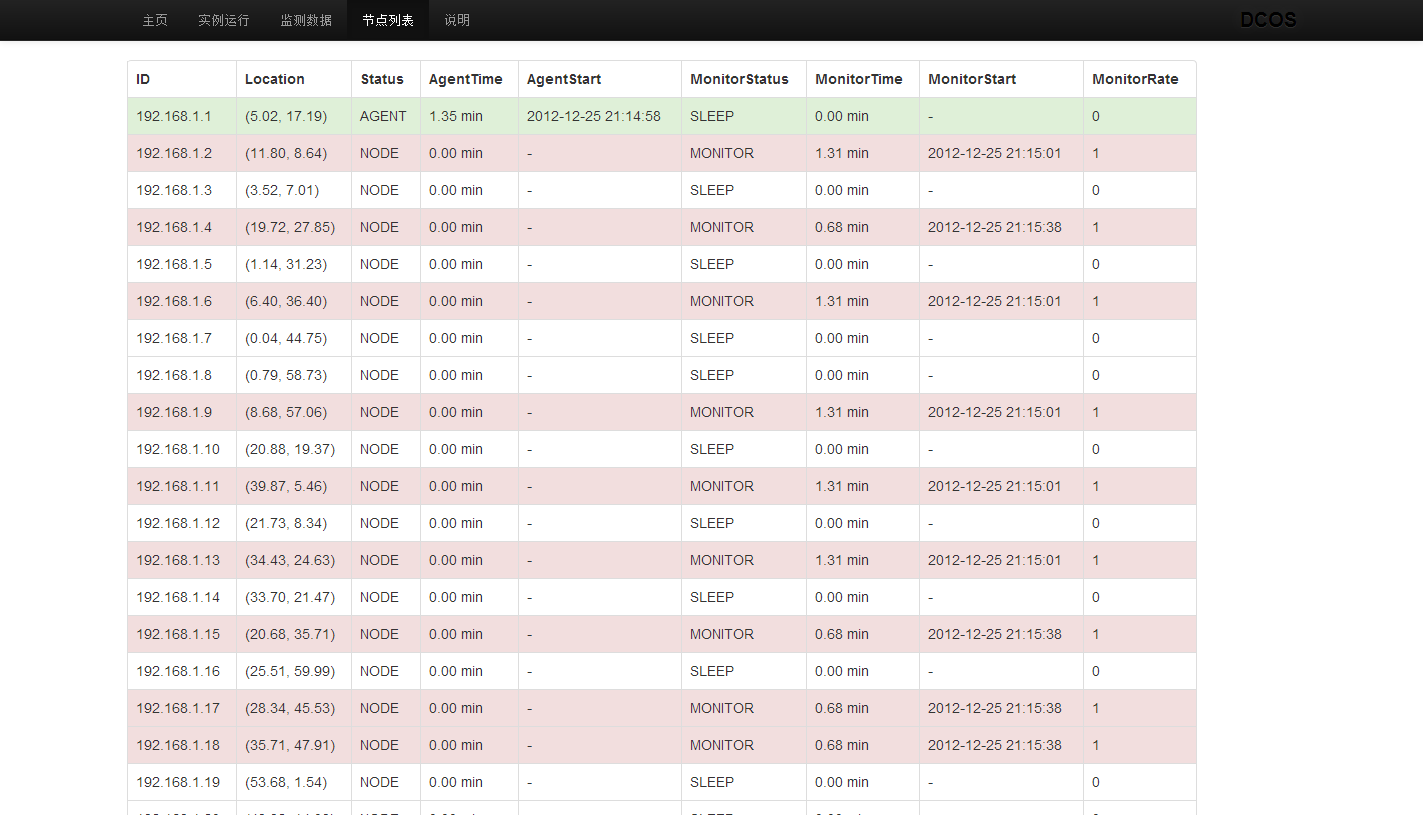 主页 实例运行 监测数据 节点列表 说明 DCOS
ID Location Status AgentTime AgentStart MonitorStatus MonitorTime MonitorStart MonitorRate
192.168.1.1 (5.02, 17.19) AGENT 1.35 min 2012-12-25 21:14:58 SLEEP 0.00 min - 0
192.168.1.2 (11.80, 8.64) NODE 0.00 min - MONITOR 1.31 min 2012-12-25 21:15:01 1
192.168.1.3 (3.52, 7.01) NODE 0.00 min - SLEEP 0.00 min - 0
192.168.1.4 (19.72, 27.85) NODE 0.00 min - MONITOR 0.68 min 2012-12-25 21:15:38 1
192.168.1.5 (1.14, 31.23) NODE 0.00 min - SLEEP 0.00 min - 0
192.168.1.6 (6.40, 36.40) NODE 0.00 min - MONITOR 1.31 min 2012-12-25 21:15:01 1
192.168.1.7 (0.04, 44.75) NODE 0.00 min - SLEEP 0.00 min - 0
192.168.1.8 (0.79, 58.73) NODE 0.00 min - SLEEP 0.00 min - 0
192.168.1.9 (8.68, 57.06) NODE 0.00 min - MONITOR 1.31 min 2012-12-25 21:15:01 1
192.168.1.10 (20.88, 19.37) NODE 0.00 min - SLEEP 0.00 min - 0
192.168.1.11 (39.87, 5.46) NODE 0.00 min - MONITOR 1.31 min 2012-12-25 21:15:01 1
192.168.1.12 (21.73, 8.34) NODE 0.00 min - SLEEP 0.00 min - 0
192.168.1.13 (34.43, 24.63) NODE 0.00 min - MONITOR 1.31 min 2012-12-25 21:15:01 1
192.168.1.14 (33.70, 21.47) NODE 0.00 min - SLEEP 0.00 min - 0
192.168.1.15 (20.68, 35.71) NODE 0.00 min - MONITOR 0.68 min 2012-12-25 21:15:38 1
192.168.1.16 (25.51, 59.99) NODE 0.00 min - SLEEP 0.00 min - 0
192.168.1.17 (28.34, 45.53) NODE 0.00 min - MONITOR 0.68 min 2012-12-25 21:15:38 1
192.168.1.18 (35.71, 47.91) NODE 0.00 min - MONITOR 0.68 min 2012-12-25 21:15:38 1
192.168.1.19 (53.68, 1.54) NODE 0.00 min - SLEEP 0.00 min - 0